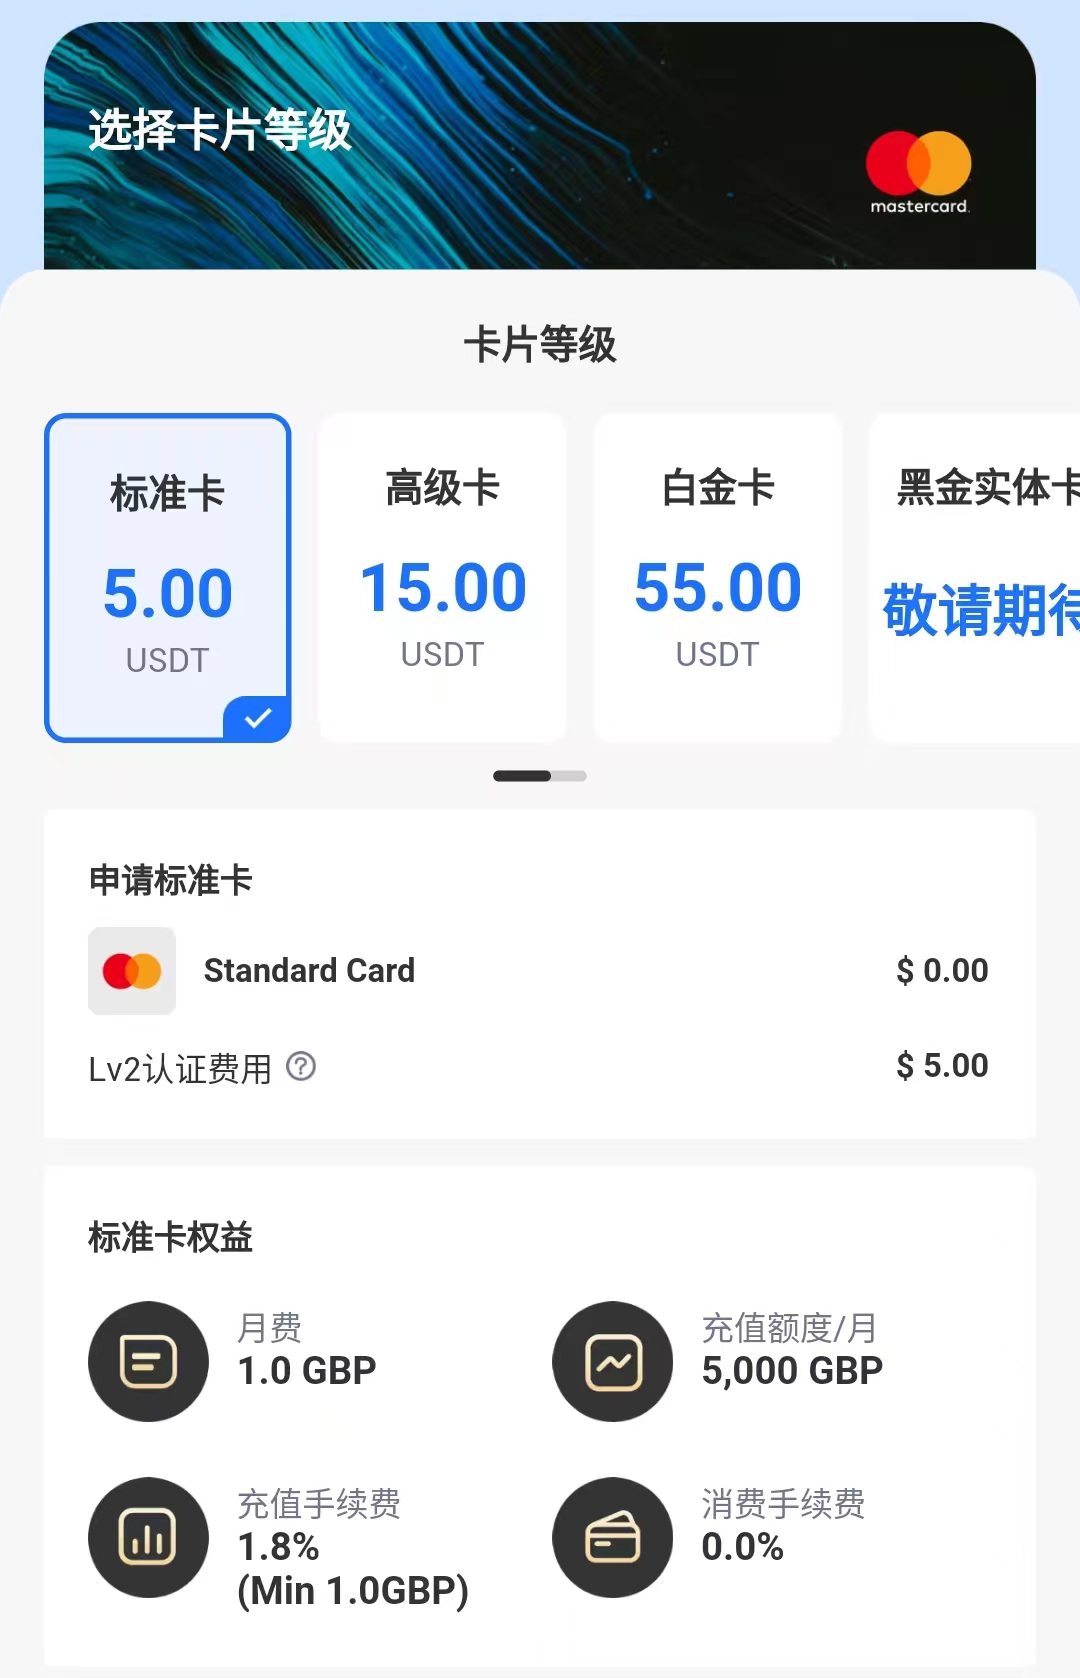 选择卡片等级
mastercard.
卡片等级
标准卡
5.00
USDT
高级卡
15.00
USDT
白金卡
55.00
USDT
黑金实体卡
敬请期待
申请标准卡
Standard Card
$ 0.00
Lv2认证费用 ?
$ 5.00
标准卡权益
月费
1.0 GBP
充值额度/月
5,000 GBP
充值手续费
1.8%
(Min 1.0GBP)
消费手续费
0.0%